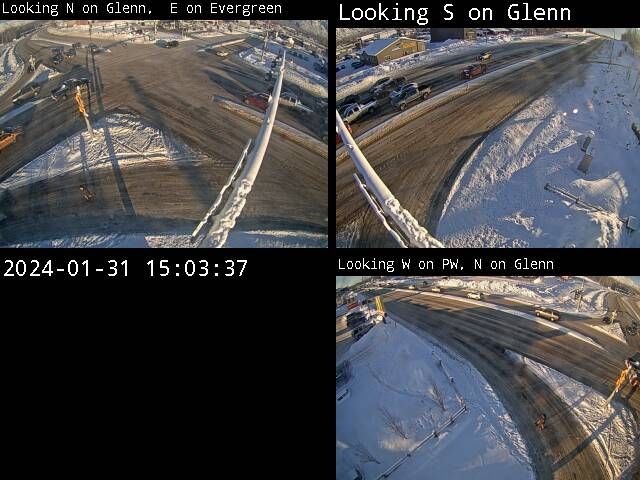 Looking N on Glenn, E on Evergreen
Looking S on Glenn
2024-01-31 15:03:37
Looking W on PW, N on Glenn